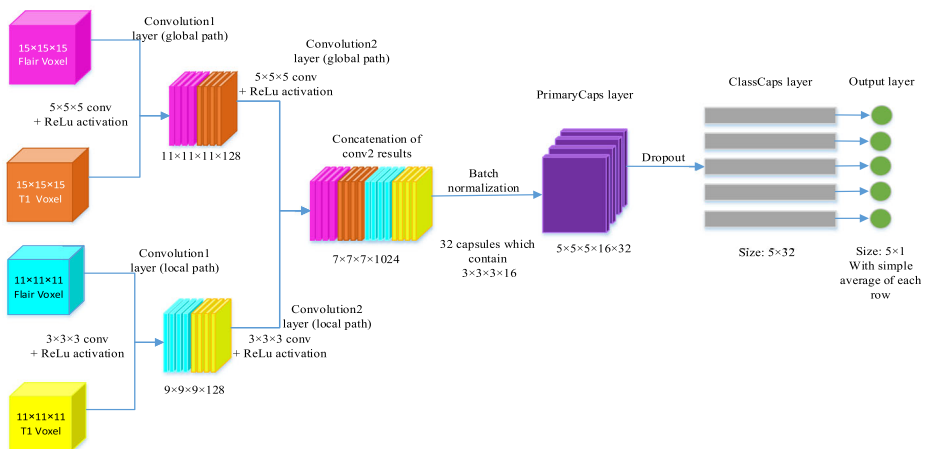 15×15×15
Flair Voxel
Convolution1
layer (global path)
5×5×5 conv
+ ReLu activation
15×15×15
T1 Voxel
11×11×11×128
Convolution2
layer (global path)
5×5×5 conv
+ ReLu activation
11×11×11
Flair Voxel
Convolution1
layer (local path)
3×3×3 conv
+ ReLu activation
11×11×11
T1 Voxel
9×9×9×128
Convolution2
layer (local path)
3×3×3 conv
+ ReLu activation
Concatenation of
conv2 results
7×7×7×1024
Batch
normalization
32 capsules which
contain
3×3×3×16
PrimaryCaps layer
5×5×5×16×32
Dropout
ClassCaps layer
Size: 5×32
Output layer
Size: 5×1
With simple
average of each
row